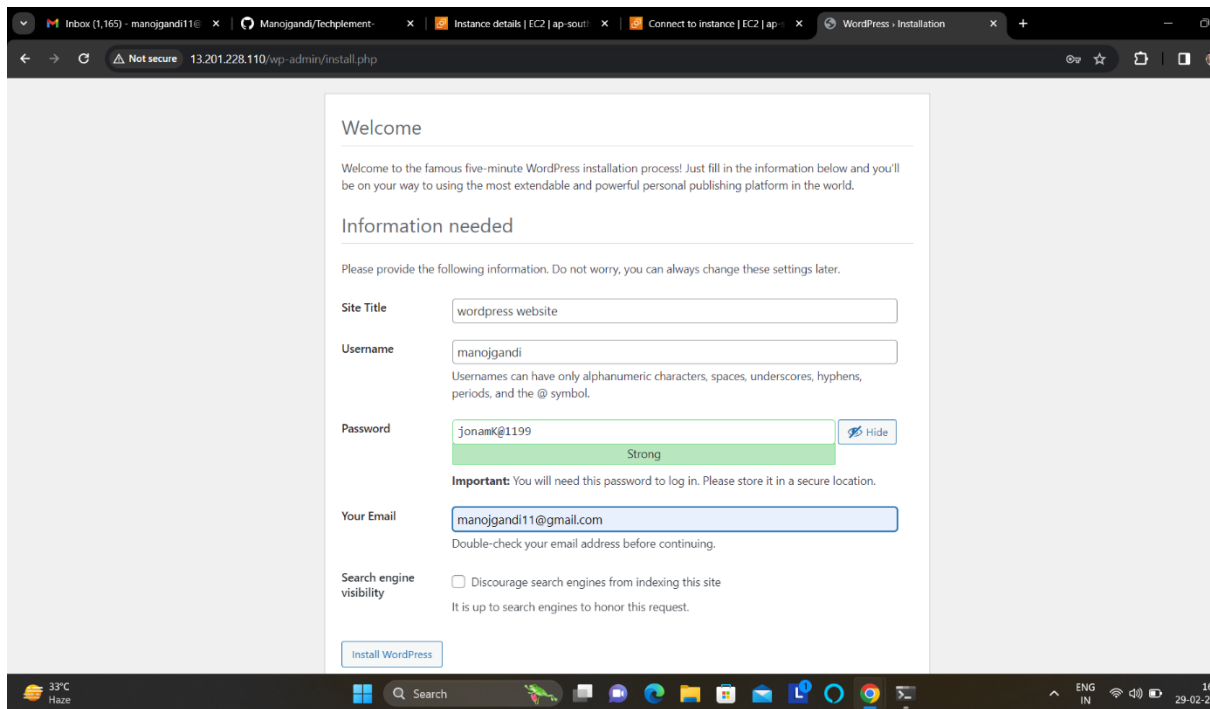 Inbox (1,165) - manojgandi11@
Manojgandi/Techplement-
Instance details | EC2 | ap-south
Connect to instance | EC2 | ap-s
WordPress › Installation
Not secure 13.201.228.110/wp-admin/install.php
Welcome
Welcome to the famous five-minute WordPress installation process! Just fill in the information below and you'll
be on your way to using the most extendable and powerful personal publishing platform in the world.
Information needed
Please provide the following information. Do not worry, you can always change these settings later.
Site Title
wordpress website
Username
manojgandi
Usernames can have only alphanumeric characters, spaces, underscores, hyphens,
periods, and the @ symbol.
Password
jonamK@1199
Hide
Strong
Important: You will need this password to log in. Please store it in a secure location.
Your Email
manojgandi11@gmail.com
Double-check your email address before continuing.
Search engine
visibility
Discourage search engines from indexing this site
It is up to search engines to honor this request.
Install WordPress
33°C
Haze
Search
ENG
IN
29-02-2